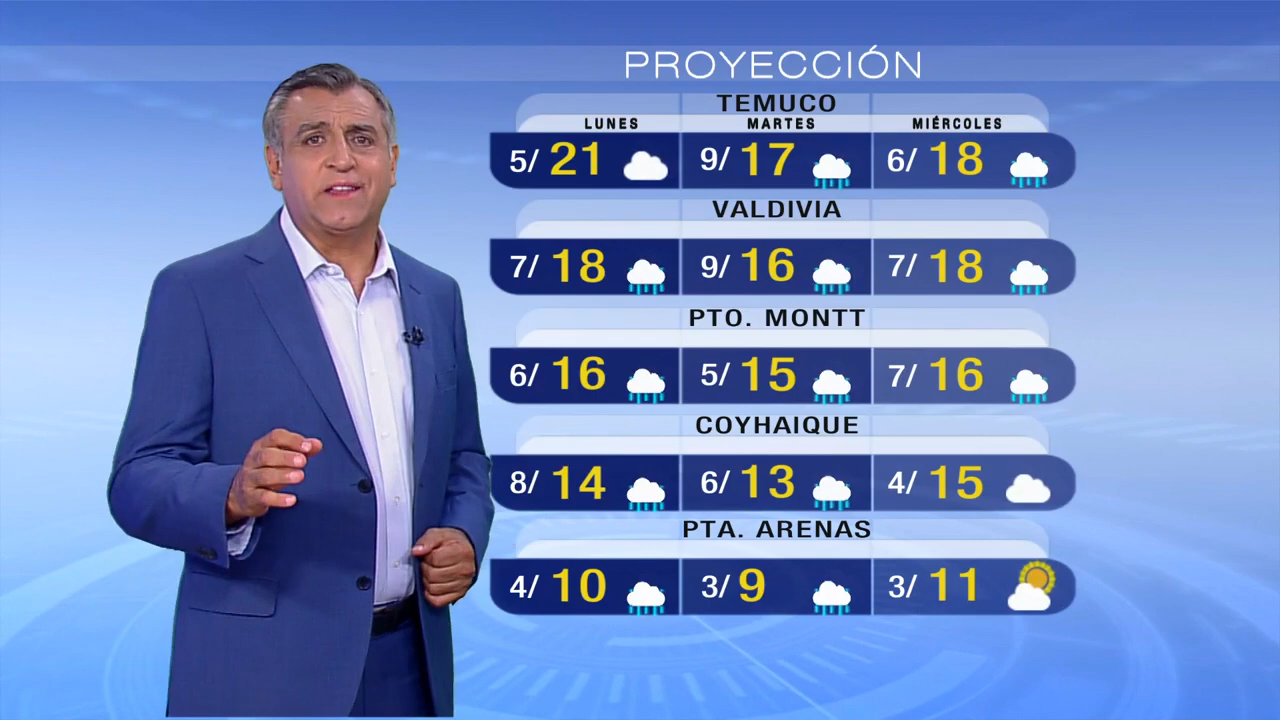 PROYECCIÓN
TEMUCO
LUNES MARTES MIÉRCOLES
5/ 21 9/ 17 6/ 18
VALDIVIA
7/ 18 9/ 16 7/ 18
PTO. MONTT
6/ 16 5/ 15 7/ 16
COYHAIQUE
8/ 14 6/ 13 4/ 15
PTA. ARENAS
4/ 10 3/ 9 3/ 11